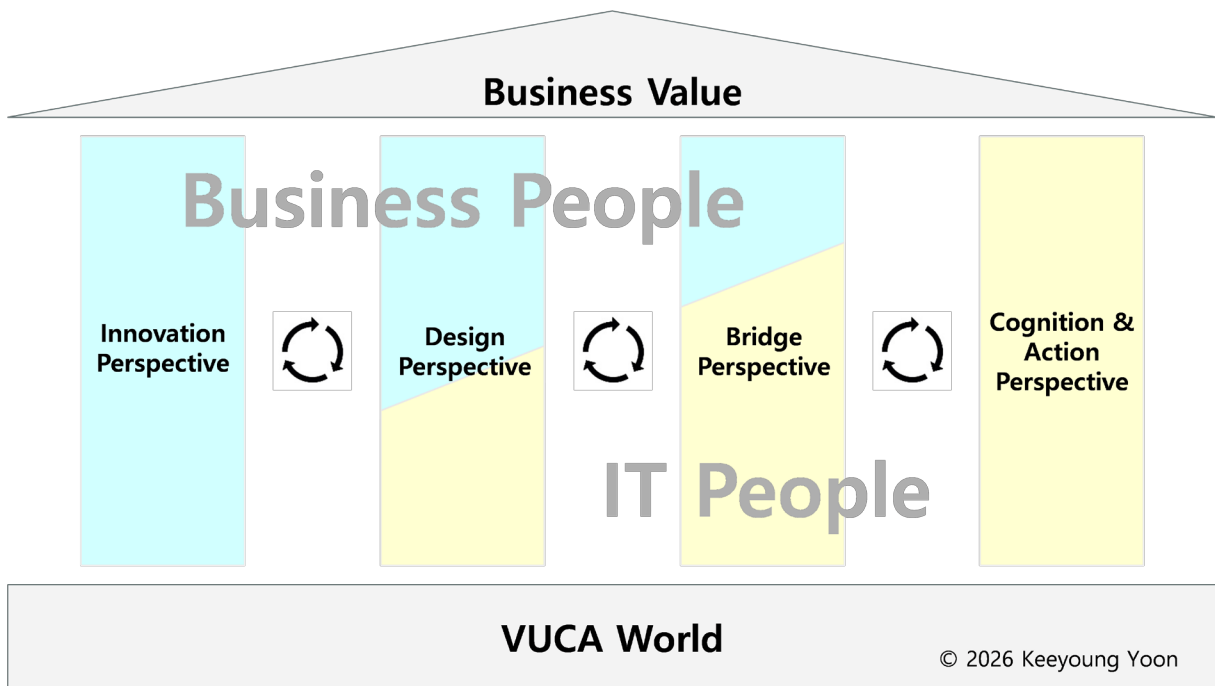 Business Value
Business People
Innovation
Perspective
Design
Perspective
Bridge
Perspective
Cognition &
Action
Perspective
IT People
VUCA World
© 2026 Keeyoung Yoon